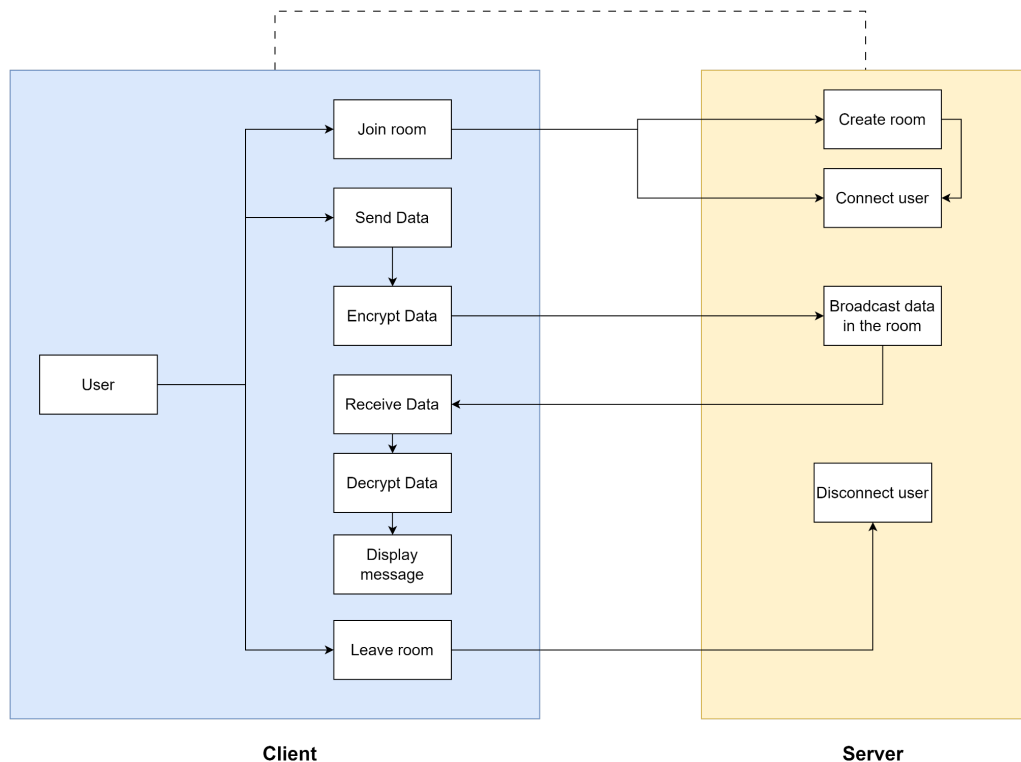 Join room
Create room
Send Data
Connect user
Encrypt Data
Broadcast data
in the room
User
Receive Data
Decrypt Data
Disconnect user
Display
message
Leave room
Client
Server